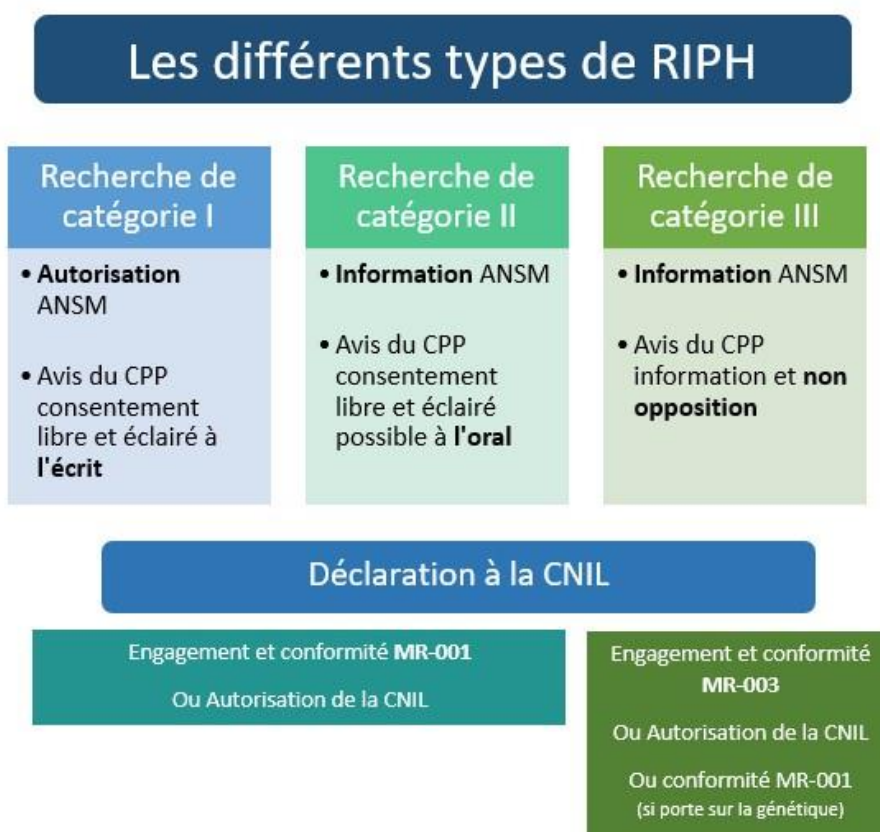 Les différents types de RIPH
Recherche de
catégorie I
• Autorisation
ANSM
• Avis du CPP
consentement
libre et éclairé à
l'écrit
Recherche de
catégorie II
• Information ANSM
• Avis du CPP
consentement
libre et éclairé
possible à l'oral
Recherche de
catégorie III
• Information ANSM
• Avis du CPP
information et non
opposition
Déclaration à la CNIL
Engagement et conformité MR-001
Ou Autorisation de la CNIL
Engagement et conformité
MR-003
Ou Autorisation de la CNIL
Ou conformité MR-001
(si porte sur la génétique)